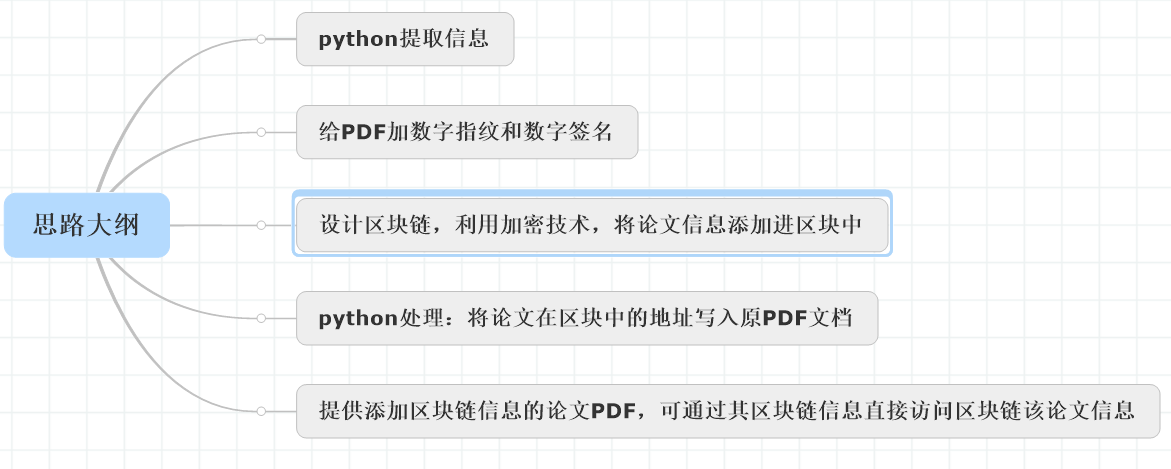 python提取信息
给PDF加数字指纹和数字签名
思路大纲
设计区块链，利用加密技术，将论文信息添加进区块中
python处理：将论文在区块中的地址写入原PDF文档
提供添加区块链信息的论文PDF，可通过其区块链信息直接访问区块链该论文信息